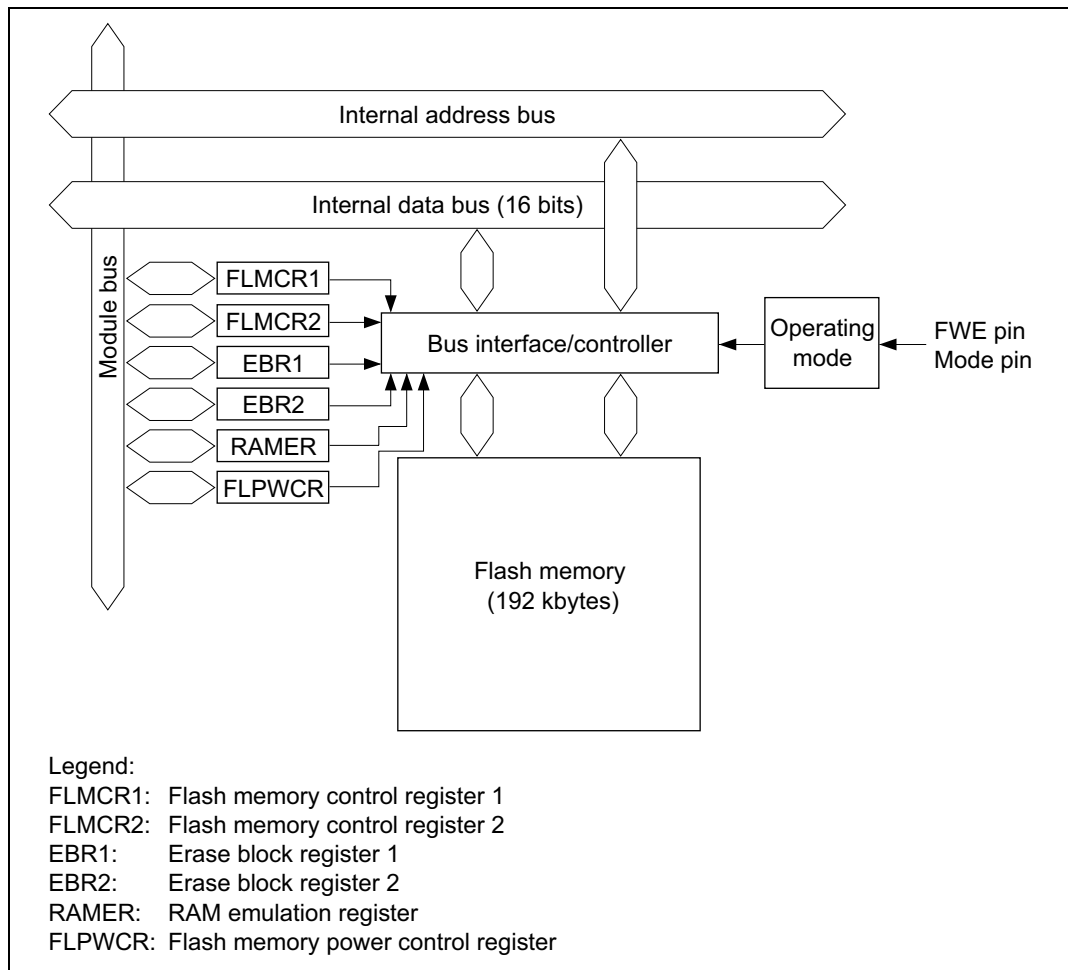 Internal address bus
Internal data bus (16 bits)
Module bus
FLMCR1
FLMCR2
EBR1
EBR2
RAMER
FLPWCR
Bus interface/controller
Operating
mode
FWE pin
Mode pin
Flash memory
(192 kbytes)
Legend:
FLMCR1: Flash memory control register 1
FLMCR2: Flash memory control register 2
EBR1: Erase block register 1
EBR2: Erase block register 2
RAMER: RAM emulation register
FLPWCR: Flash memory power control register